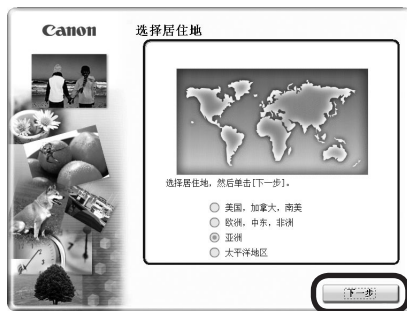 Canon
选择居住地
选择居住地，然后单击[下一步]。
美国，加拿大，南美
欧洲，中东，非洲
亚洲
太平洋地区
下一步